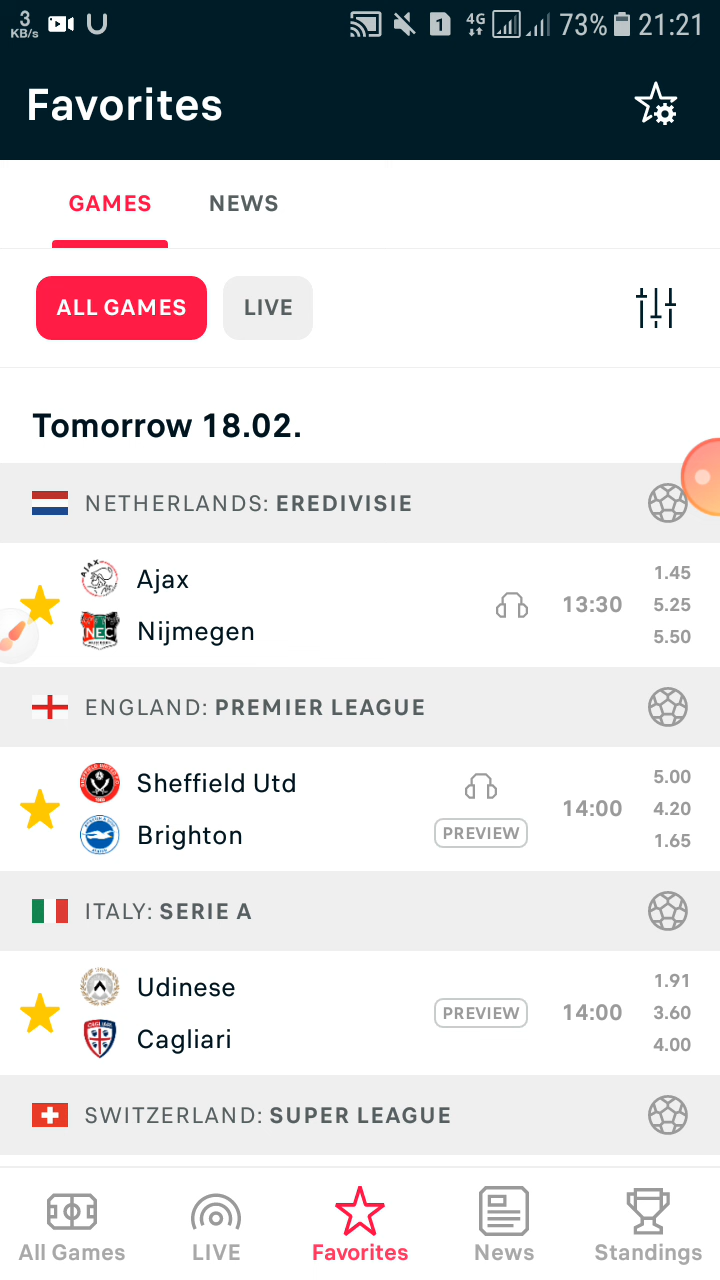 3 KB/s 1 4G 73% 21:21
Favorites
GAMES NEWS
ALL GAMES LIVE
Tomorrow 18.02.
NETHERLANDS: EREDIVISIE
Ajax
Nijmegen
13:30
1.45
5.25
5.50
ENGLAND: PREMIER LEAGUE
Sheffield Utd
Brighton
PREVIEW
14:00
5.00
4.20
1.65
ITALY: SERIE A
Udinese
Cagliari
PREVIEW
14:00
1.91
3.60
4.00
SWITZERLAND: SUPER LEAGUE
All Games LIVE Favorites News Standings